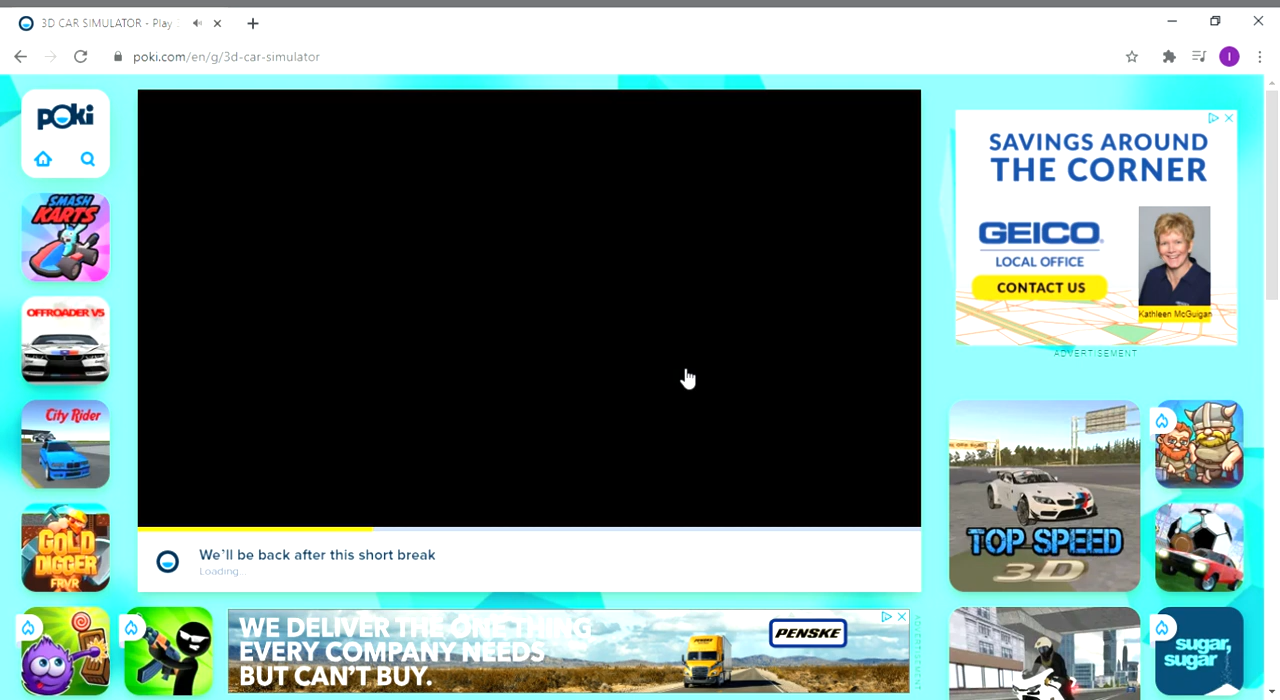 3D CAR SIMULATOR - Play
poki.com/en/g/3d-car-simulator
I
poki
SMASH
KARTS
OFFROADER V5
City Rider
GOLD
DIGGER
FRVR
We'll be back after this short break
Loading..
SAVINGS AROUND
THE CORNER
GEICO.
LOCAL OFFICE
CONTACT US
Kathleen McGuigan
ADVERTISEMENT
TOP SPEED
3D
WE DELIVER THE ONE THING
EVERY COMPANY NEEDS
BUT CAN'T BUY.
PENSKE
ADVERTISEMENT
sugar,
sugar